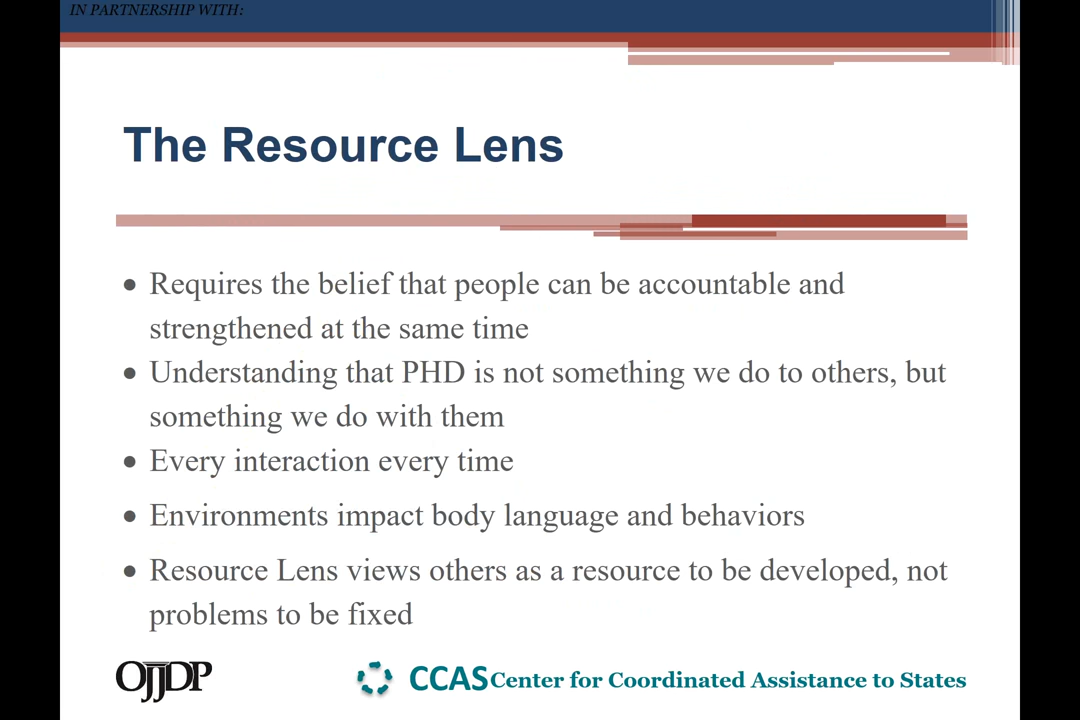 IN PARTNERSHIP WITH:
The Resource Lens
• Requires the belief that people can be accountable and
strengthened at the same time
• Understanding that PHD is not something we do to others, but
something we do with them
• Every interaction every time
• Environments impact body language and behaviors
• Resource Lens views others as a resource to be developed, not
problems to be fixed
OJJDP
CCAS Center for Coordinated Assistance to States